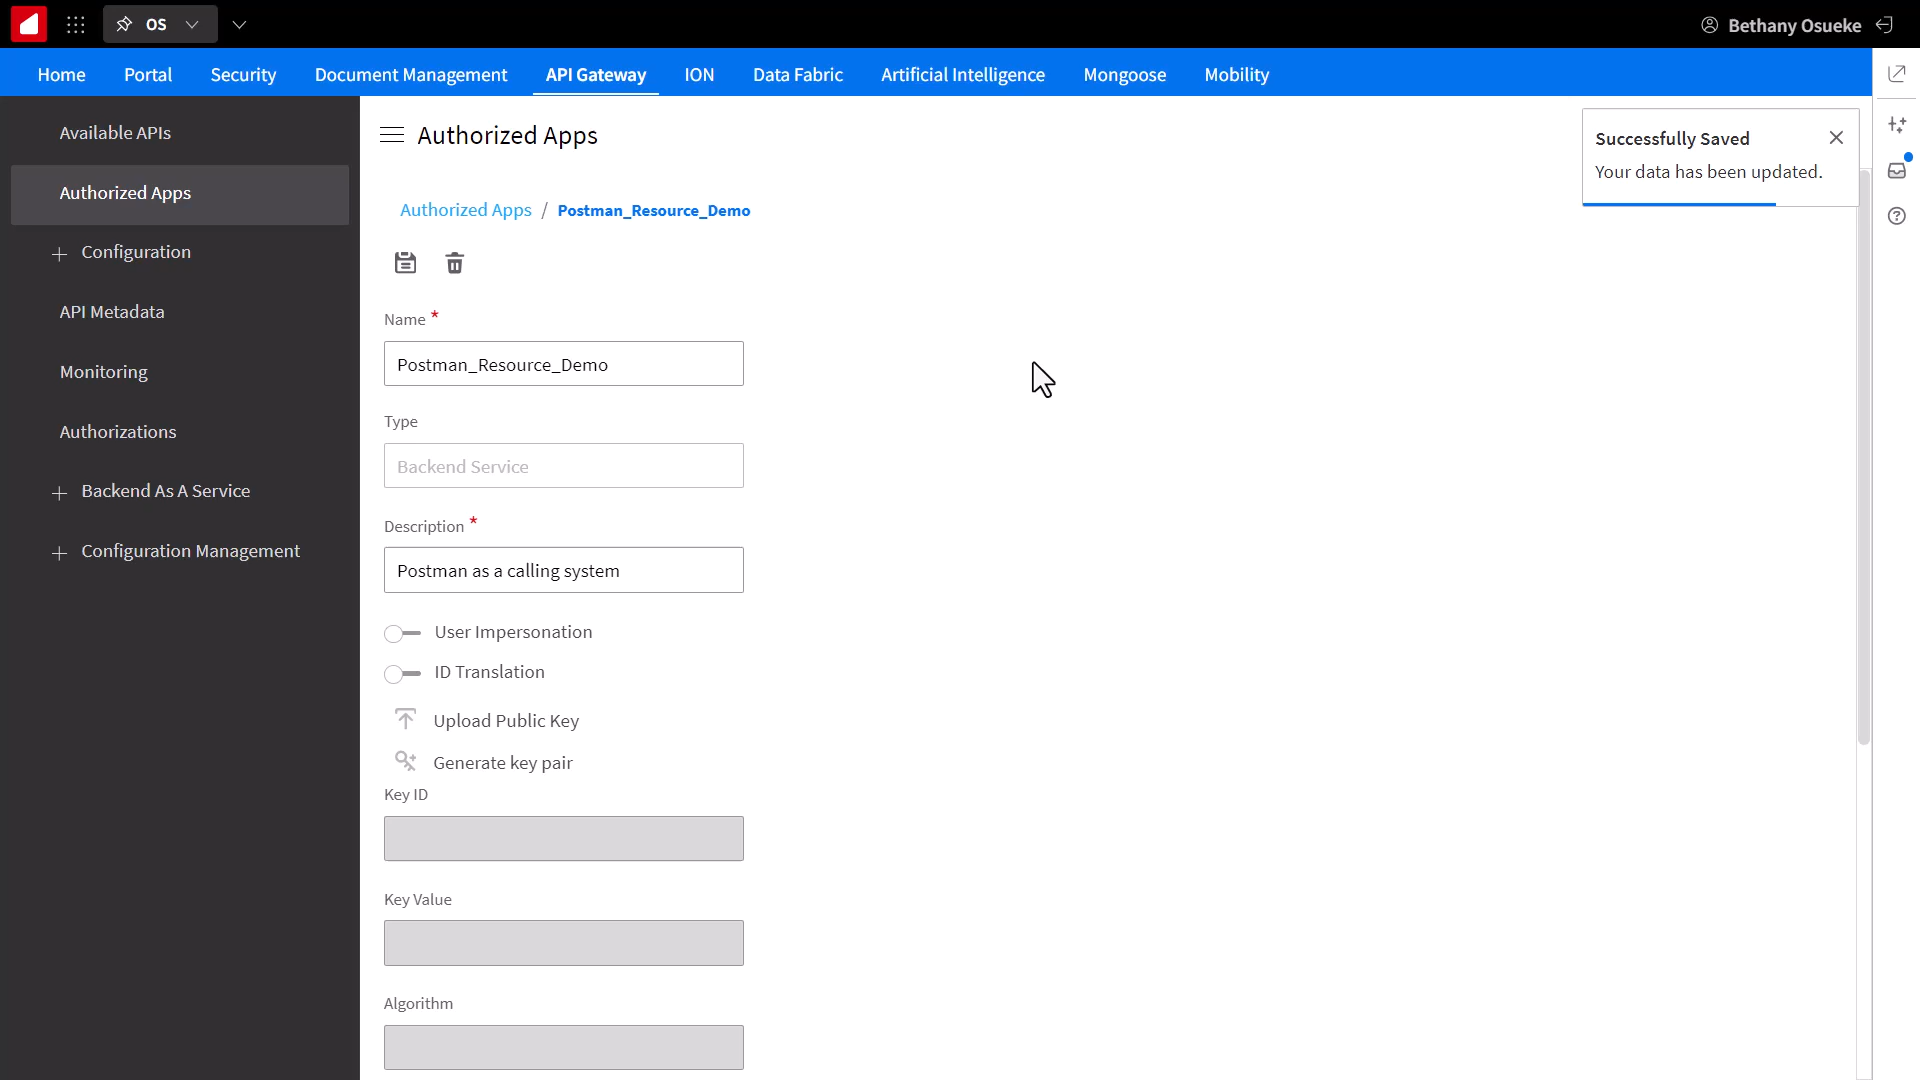 OS
Bethany Osueke
Home Portal Security Document Management API Gateway ION Data Fabric Artificial Intelligence Mongoose Mobility
Available APIs
Authorized Apps
Configuration
API Metadata
Monitoring
Authorizations
Backend As A Service
Configuration Management
Authorized Apps
Successfully Saved
Your data has been updated.
Authorized Apps / Postman_Resource_Demo
Name *
Postman_Resource_Demo
Type
Backend Service
Description *
Postman as a calling system
User Impersonation
ID Translation
Upload Public Key
Generate key pair
Key ID
Key Value
Algorithm